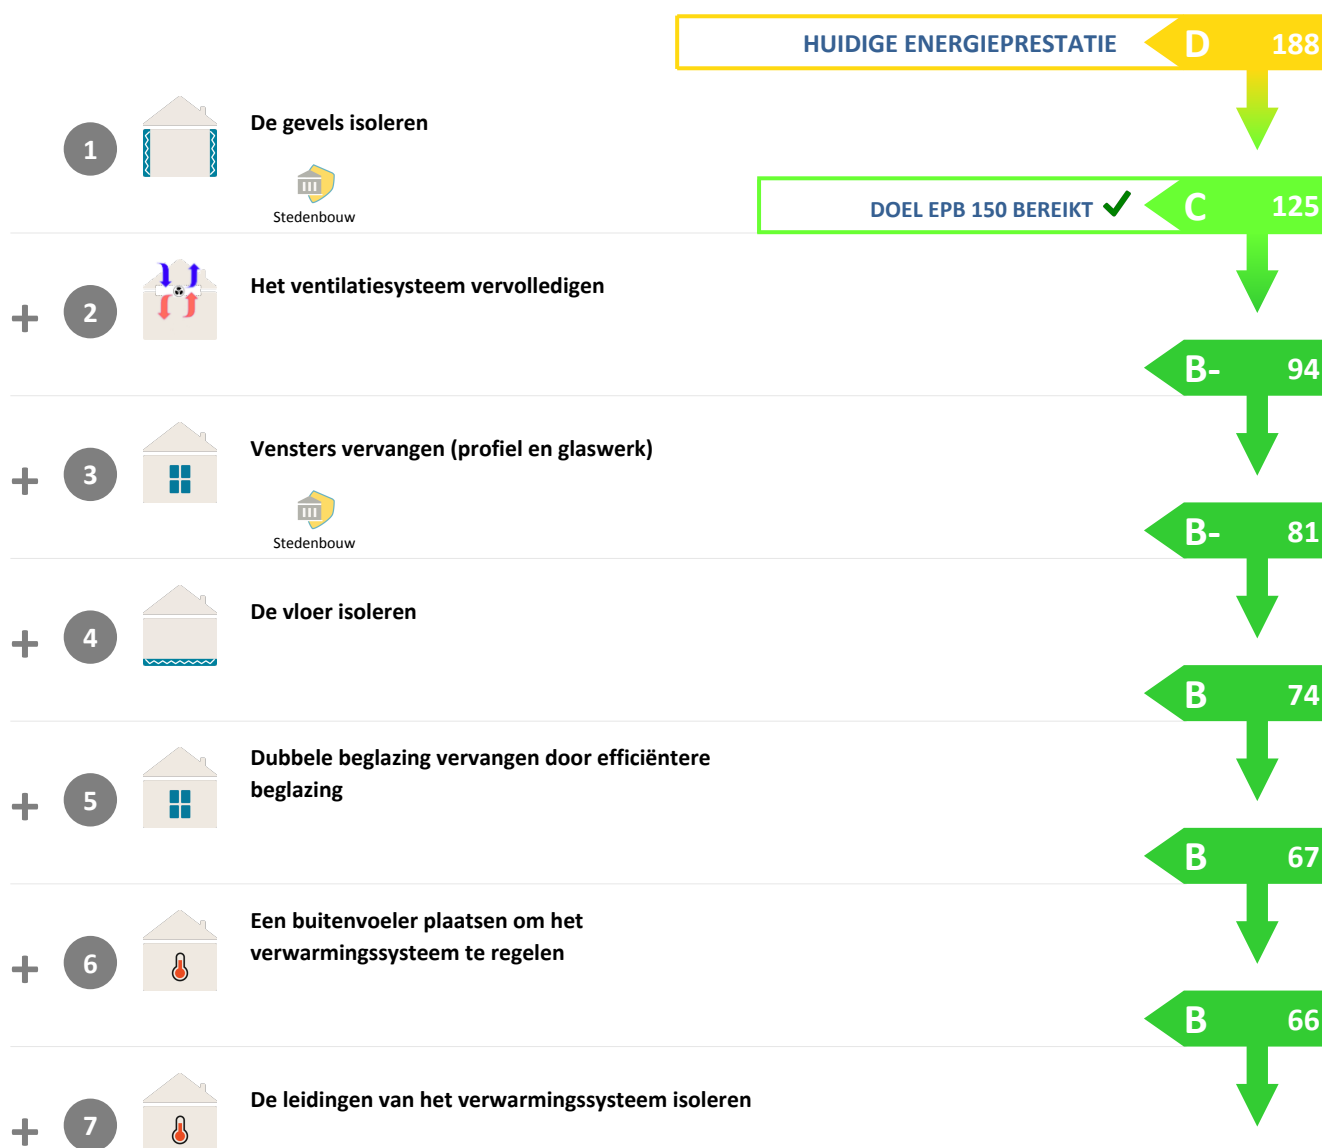 HUIDIGE ENERGIEPRESTATIE D 188
1 De gevels isoleren
Stedenbouw
DOEL EPB 150 BEREIKT ✓ C 125
+ 2 Het ventilatiesysteem vervolledigen
B- 94
+ 3 Vensters vervangen (profiel en glaswerk)
Stedenbouw
B- 81
+ 4 De vloer isoleren
B 74
+ 5 Dubbele beglazing vervangen door efficiëntere
beglazing
B 67
+ 6 Een buitenvoeler plaatsen om het
verwarmingssysteem te regelen
B 66
+ 7 De leidingen van het verwarmingssysteem isoleren